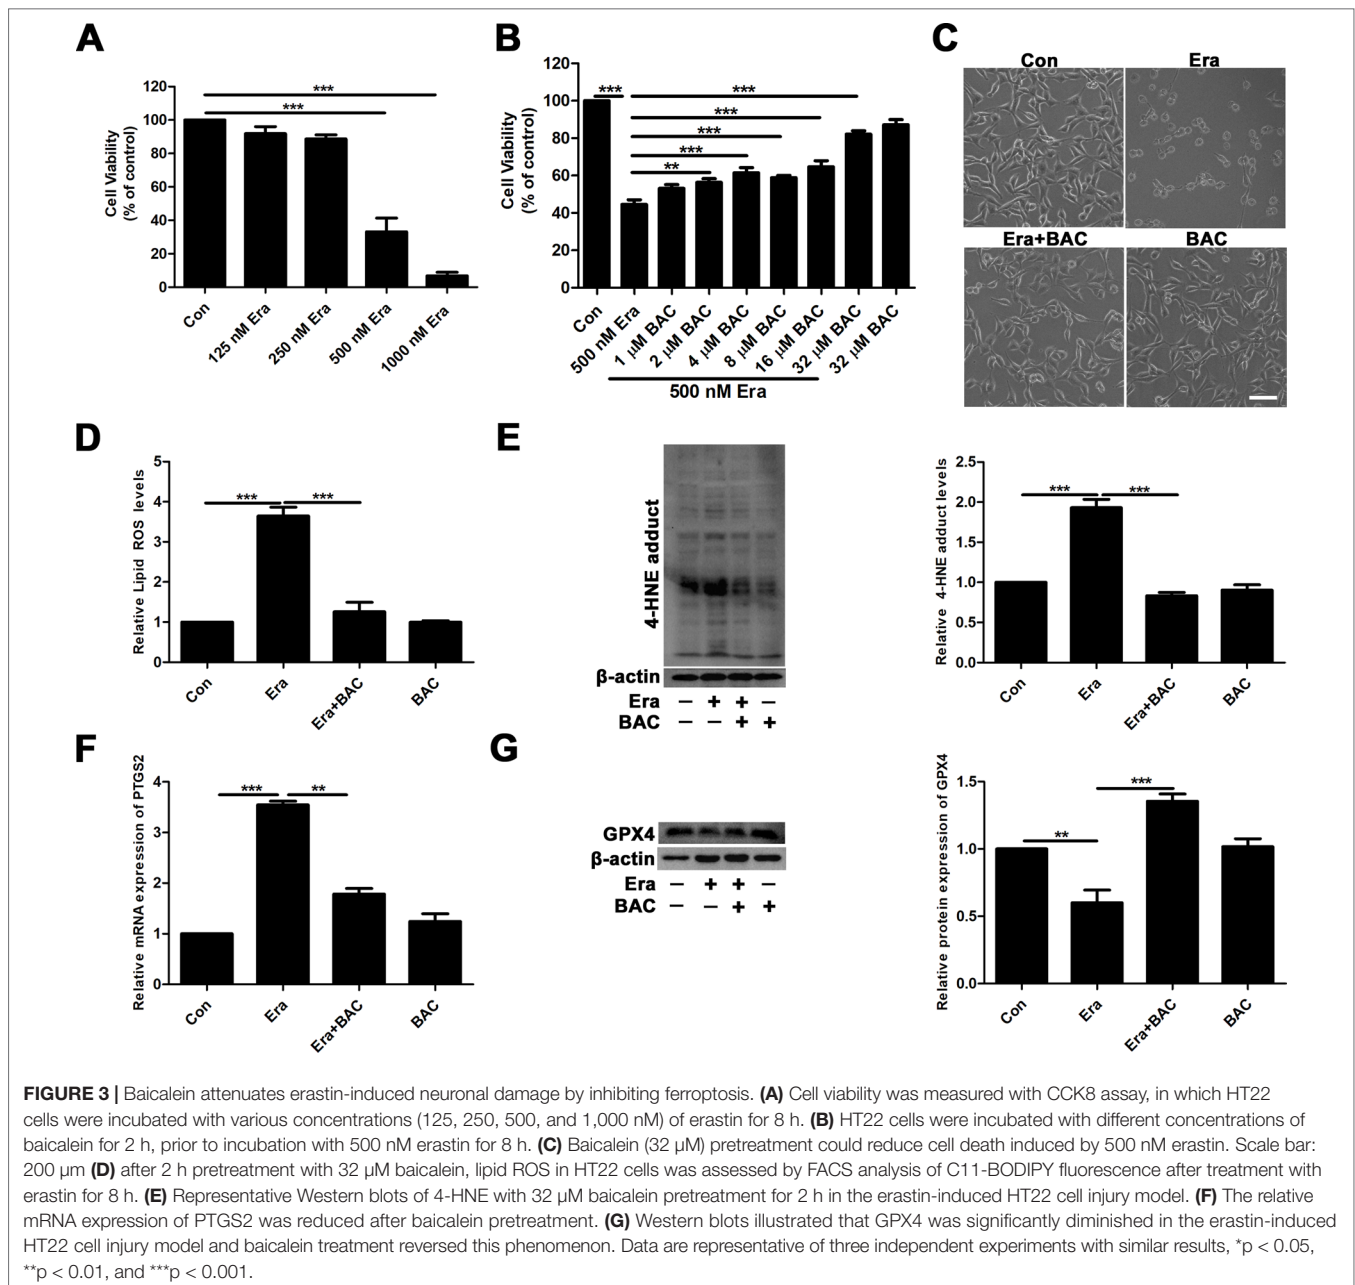 A
Cell Viability
(% of control)
120
100
80
60
40
20
0
***
***
Con
125 nM Era
250 nM Era
500 nM Era
1000 nM Era
B
Cell Viability
(% of control)
120
100
80
60
40
20
0
***
***
***
***
***
**
Con
500 nM Era
1 μM BAC
2 μM BAC
4 μM BAC
8 μM BAC
16 μM BAC
32 μM BAC
32 μM BAC
500 nM Era
C
Con
Era
Era+BAC
BAC
D
Relative Lipid ROS levels
5
4
3
2
1
0
***
***
Con
Era
Era+BAC
BAC
E
4-HNE adduct
β-actin
Era − + + −
BAC − − + +
Relative 4-HNE adduct levels
2.5
2.0
1.5
1.0
0.5
0.0
***
***
Con
Era
Era+BAC
BAC
F
Relative mRNA expression of PTGS2
4
3
2
1
0
***
**
Con
Era
Era+BAC
BAC
G
GPX4
β-actin
Era − + + −
BAC − − + +
Relative protein expression of GPX4
1.5
1.0
0.5
0.0
**
***
Con
Era
Era+BAC
BAC
FIGURE 3 | Baicalein attenuates erastin-induced neuronal damage by inhibiting ferroptosis. (A) Cell viability was measured with CCK8 assay, in which HT22
cells were incubated with various concentrations (125, 250, 500, and 1,000 nM) of erastin for 8 h. (B) HT22 cells were incubated with different concentrations of
baicalein for 2 h, prior to incubation with 500 nM erastin for 8 h. (C) Baicalein (32 μM) pretreatment could reduce cell death induced by 500 nM erastin. Scale bar:
200 μm (D) after 2 h pretreatment with 32 μM baicalein, lipid ROS in HT22 cells was assessed by FACS analysis of C11-BODIPY fluorescence after treatment with
erastin for 8 h. (E) Representative Western blots of 4-HNE with 32 μM baicalein pretreatment for 2 h in the erastin-induced HT22 cell injury model. (F) The relative
mRNA expression of PTGS2 was reduced after baicalein pretreatment. (G) Western blots illustrated that GPX4 was significantly diminished in the erastin-induced
HT22 cell injury model and baicalein treatment reversed this phenomenon. Data are representative of three independent experiments with similar results, *p < 0.05,
**p < 0.01, and ***p < 0.001.